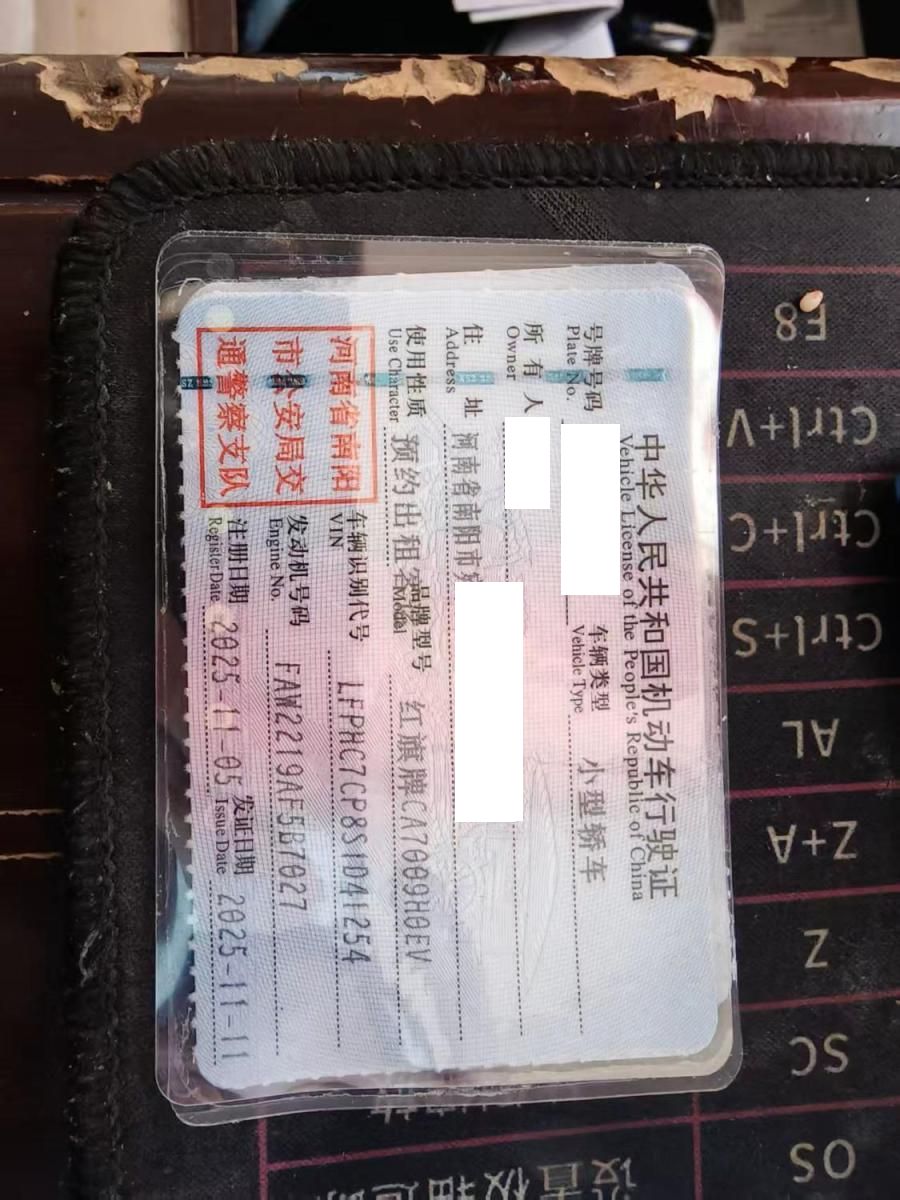 中华人民共和国机动车行驶证
Vehicle License of the People's Republic of China
号牌号码
Plate No.
车辆类型
Vehicle Type
小型轿车
所有人
Owner
住址
Address
河南省南阳市
使用性质
Use Character
预约出租客
品牌型号
Model
红旗牌CA7009H0EV
车辆识别代号
VIN
LFPHC7CP8S1D41254
发动机号码
Engine No.
FAW2219AF5B7027
注册日期
Register Date
2025-11-05
发证日期
Issue Date
2025-11-11
河南省南阳
市公安局交
通警察支队
E8
Ctrl+V
Ctrl+C
Ctrl+S
AL
Z+A
Z
SC
OS